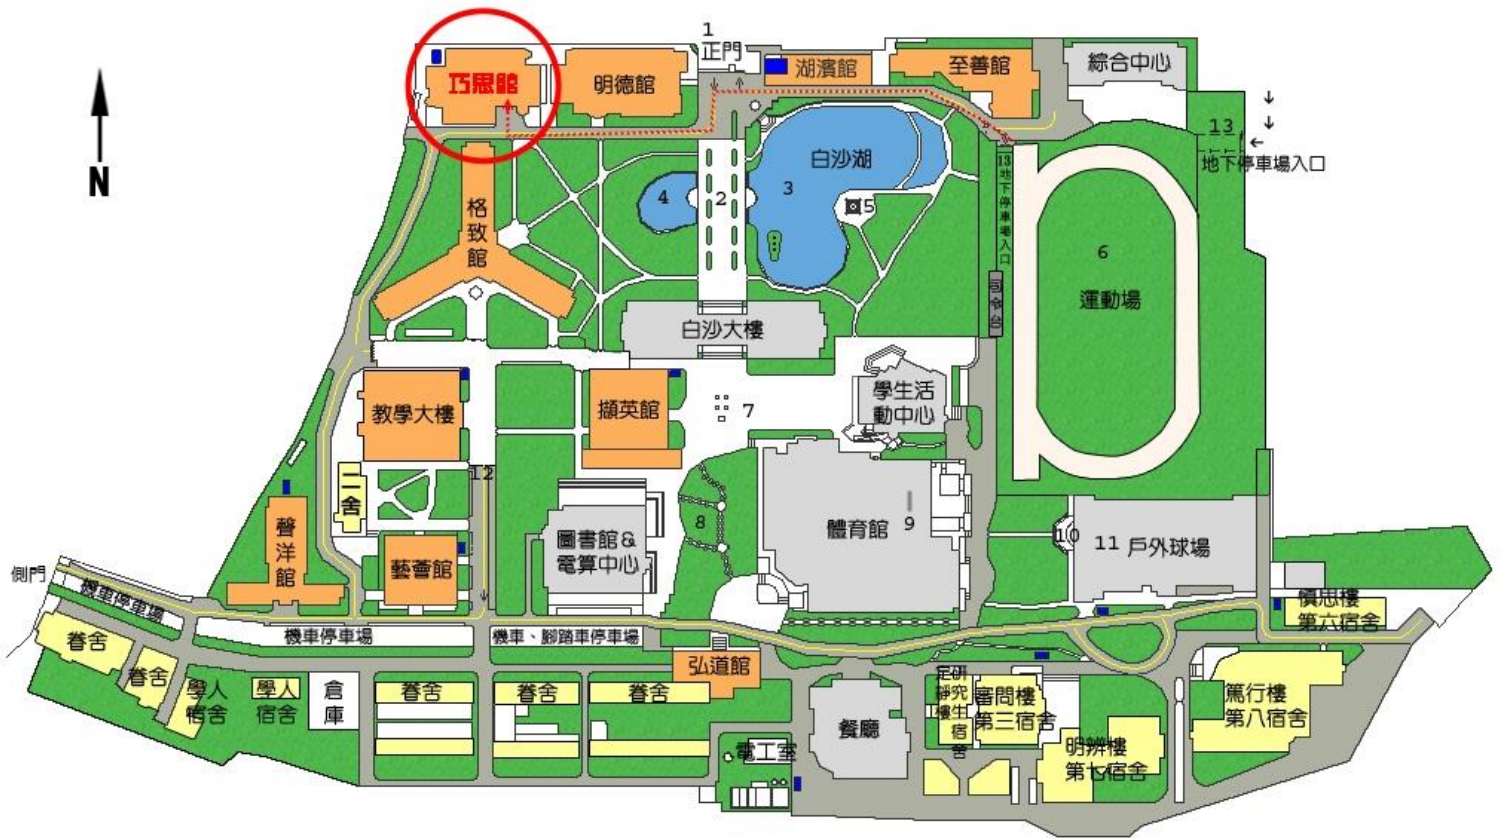 1
正門
巧思館
明德館
湖濱館
至善館
綜合中心
N
格
致
館
4
2
3
白沙湖
5
13
地
下
停
車
場
入
口
13
地下停車場入口
6
運動場
司
令
台
白沙大樓
教學大樓
擷英館
7
學生活
動中心
二
舍
12
圖書館&
電算中心
8
體育館
9
10
11
戶外球場
聲
洋
館
藝薈館
側門
機車停車場
機車停車場
機車、腳踏車停車場
弘道館
慎思樓
第六宿舍
眷舍
眷舍
學人
宿舍
學人
宿舍
倉
庫
眷舍
眷舍
眷舍
電工室
餐廳
定
靜
樓
研
究
生
宿
舍
審問樓
第三宿舍
明辨樓
第七宿舍
篤行樓
第八宿舍